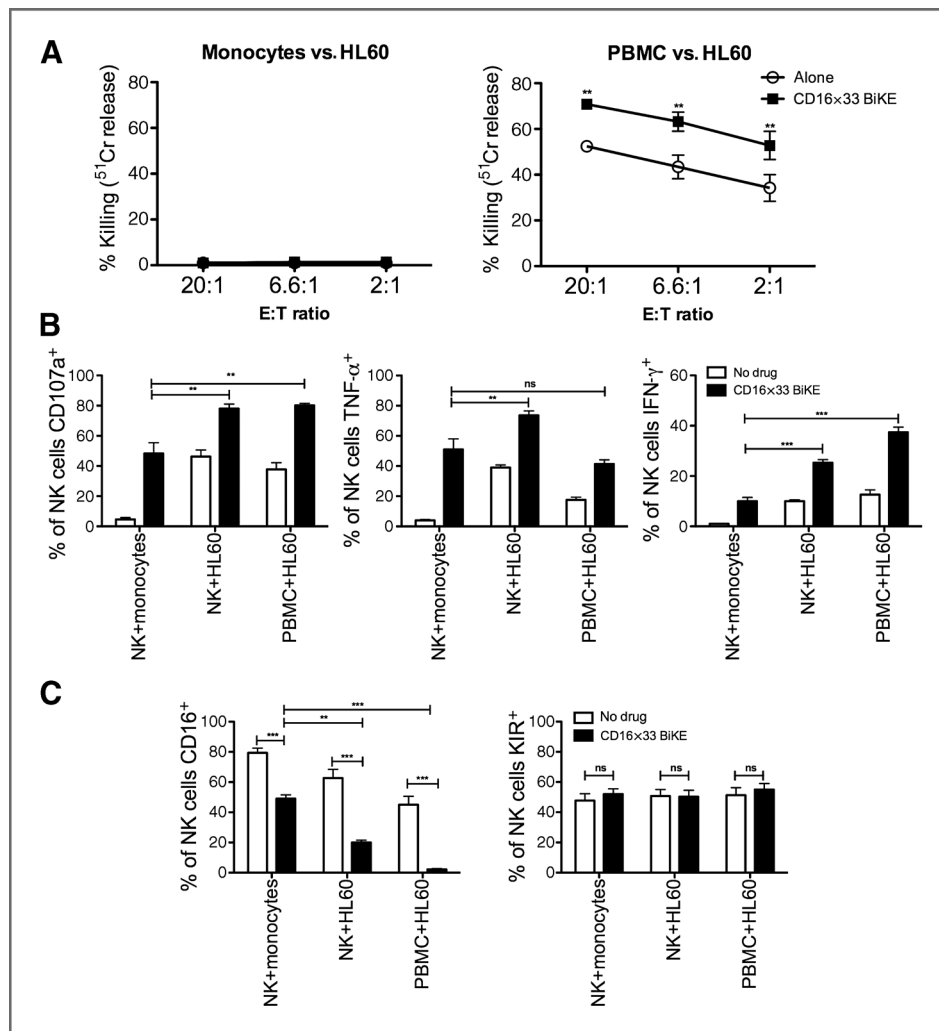 A
Monocytes vs. HL60
% Killing (⁵¹Cr release)
80
60
40
20
0
20:1
6.6:1
2:1
E:T ratio
PBMC vs. HL60
% Killing (⁵¹Cr release)
80
60
40
20
0
**
**
**
Alone
CD16×33 BiKE
20:1
6.6:1
2:1
E:T ratio
B
% of NK cells CD107a⁺
100
80
60
40
20
0
**
**
NK+monocytes
NK+HL60
PBMC+HL60
% of NK cells TNF-α⁺
100
80
60
40
20
0
ns
**
NK+monocytes
NK+HL60
PBMC+HL60
% of NK cells IFN-γ⁺
60
40
20
0
No drug
CD16×33 BiKE
***
***
NK+monocytes
NK+HL60
PBMC+HL60
C
% of NK cells CD16⁺
100
80
60
40
20
0
***
**
***
***
***
NK+monocytes
NK+HL60
PBMC+HL60
% of NK cells KIR⁺
100
80
60
40
20
0
No drug
CD16×33 BiKE
ns
ns
ns
NK+monocytes
NK+HL60
PBMC+HL60